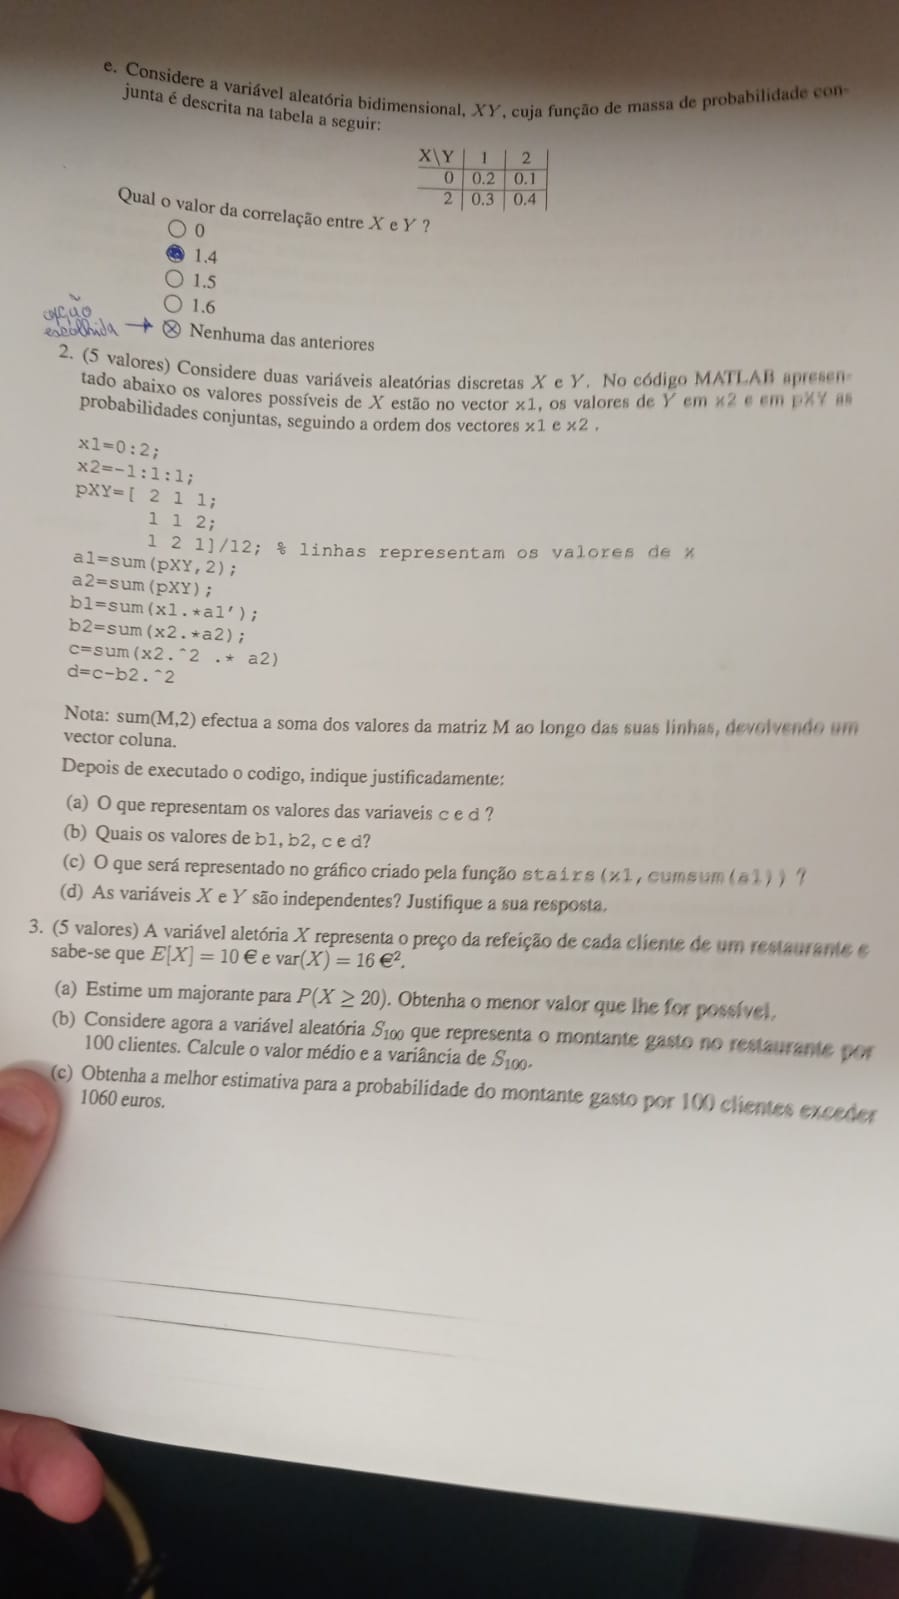 e. Considere a variável aleatória bidimensional, XY, cuja função de massa de probabilidade con-
junta é descrita na tabela a seguir:
X\Y | 1 | 2
0 | 0.2 | 0.1
2 | 0.3 | 0.4
Qual o valor da correlação entre X e Y ?
0
1.4
1.5
1.6
opção
escolhida → ⊗ Nenhuma das anteriores
2. (5 valores) Considere duas variáveis aleatórias discretas X e Y. No código MATLAB apresen-
tado abaixo os valores possíveis de X estão no vector x1, os valores de Y em x2 e em pXY as
probabilidades conjuntas, seguindo a ordem dos vectores x1 e x2 .
x1=0:2;
x2=-1:1:1;
pXY=[ 2 1 1;
1 1 2;
1 2 1]/12; % linhas representam os valores de x
a1=sum(pXY,2);
a2=sum(pXY);
b1=sum(x1.*a1');
b2=sum(x2.*a2);
c=sum(x2.^2 .* a2)
d=c-b2.^2
Nota: sum(M,2) efectua a soma dos valores da matriz M ao longo das suas linhas, devolvendo um
vector coluna.
Depois de executado o codigo, indique justificadamente:
(a) O que representam os valores das variaveis c e d ?
(b) Quais os valores de b1, b2, c e d?
(c) O que será representado no gráfico criado pela função stairs(x1,cumsum(a1)) ?
(d) As variáveis X e Y são independentes? Justifique a sua resposta.
3. (5 valores) A variável aletória X representa o preço da refeição de cada cliente de um restaurante e
sabe-se que E[X] = 10 € e var(X) = 16 €².
(a) Estime um majorante para P(X ≥ 20). Obtenha o menor valor que lhe for possível.
(b) Considere agora a variável aleatória S₁₀₀ que representa o montante gasto no restaurante por
100 clientes. Calcule o valor médio e a variância de S₁₀₀.
(c) Obtenha a melhor estimativa para a probabilidade do montante gasto por 100 clientes exceder
1060 euros.